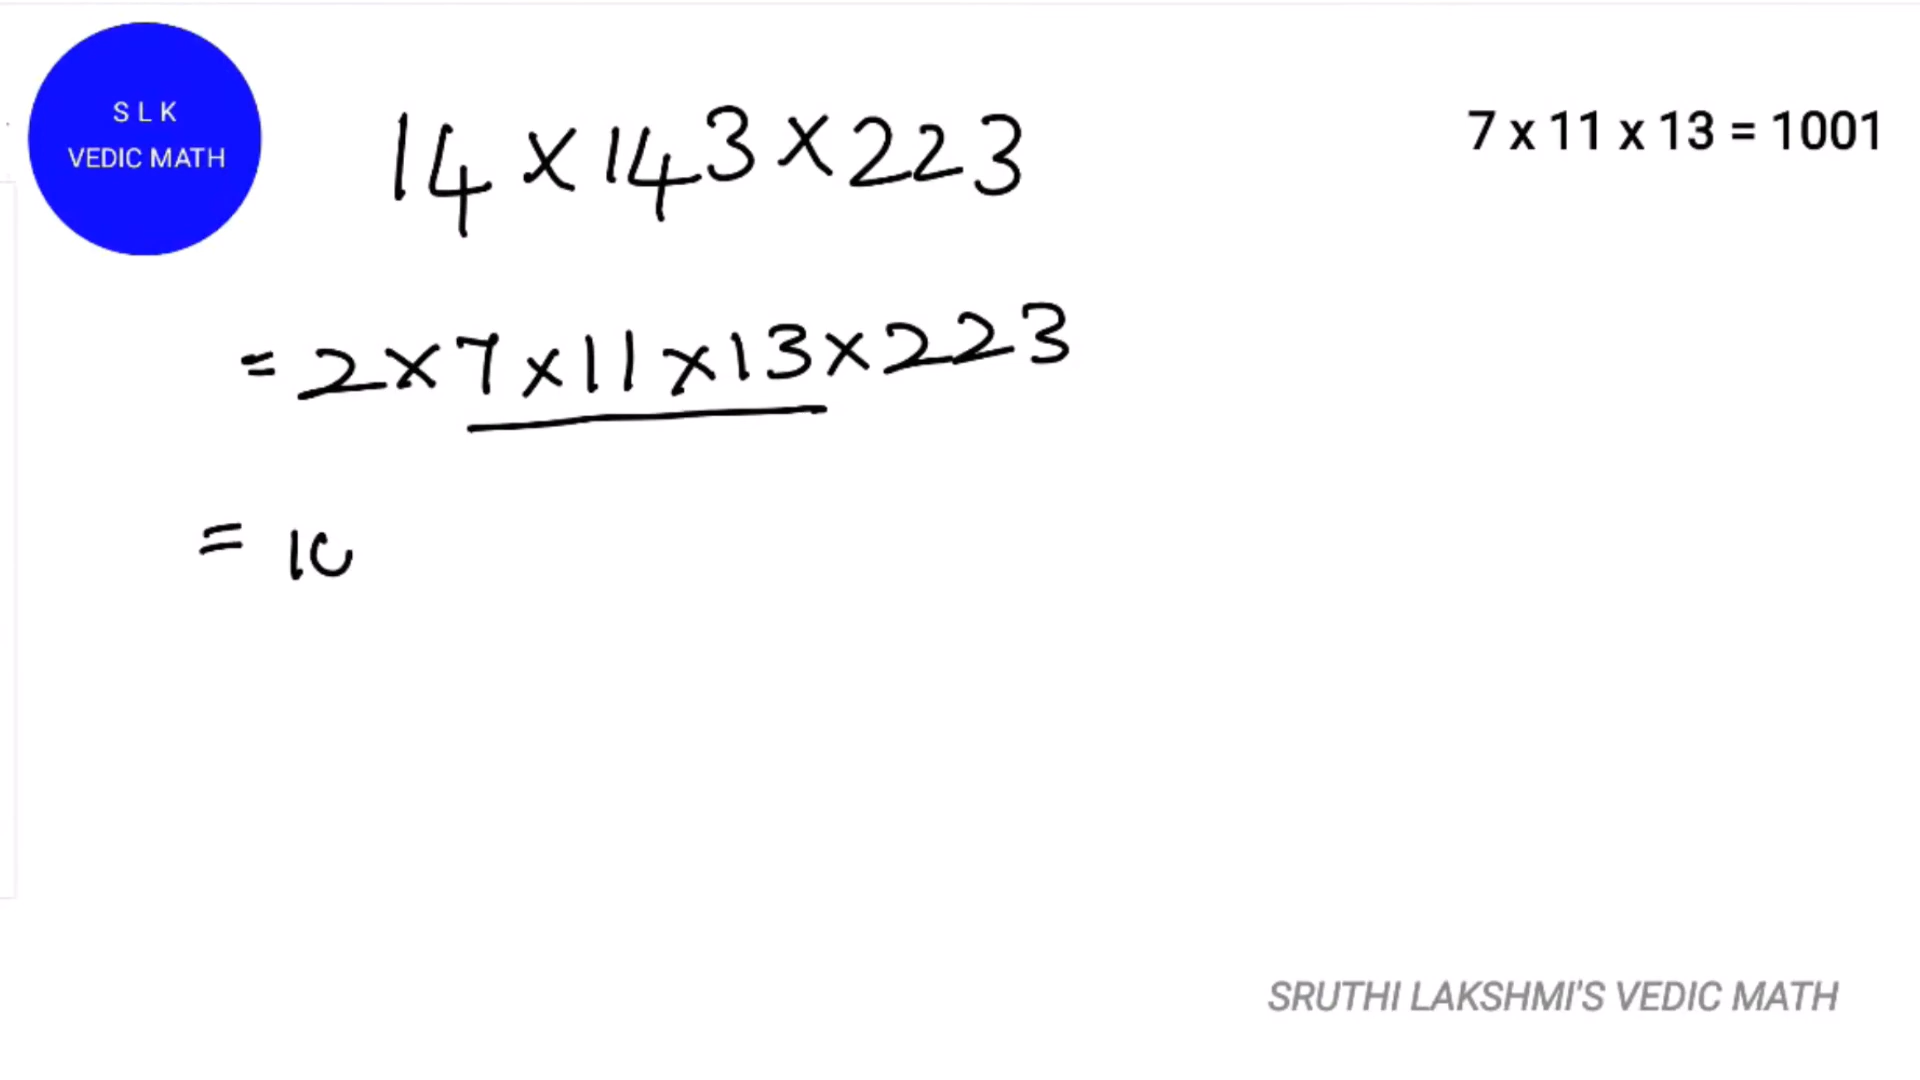 S L K
VEDIC MATH
14 × 143 × 223
7 x 11 x 13 = 1001
= 2 × 7 × 11 × 13 × 223
= 10
SRUTHI LAKSHMI'S VEDIC MATH